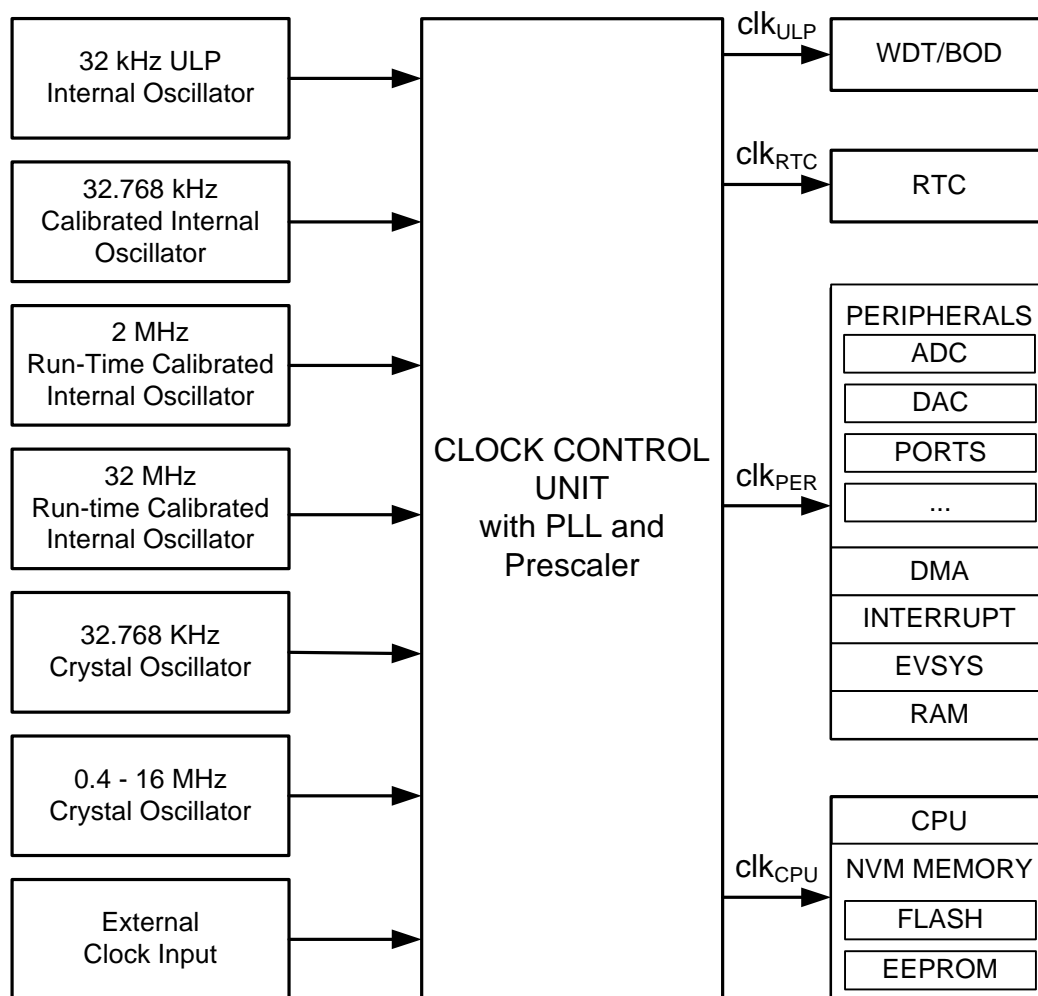 32 kHz ULP
Internal Oscillator
32.768 kHz
Calibrated Internal
Oscillator
2 MHz
Run-Time Calibrated
Internal Oscillator
32 MHz
Run-time Calibrated
Internal Oscillator
32.768 KHz
Crystal Oscillator
0.4 - 16 MHz
Crystal Oscillator
External
Clock Input
CLOCK CONTROL
UNIT
with PLL and
Prescaler
clkULP
clkRTC
clkPER
clkCPU
WDT/BOD
RTC
PERIPHERALS
ADC
DAC
PORTS
...
DMA
INTERRUPT
EVSYS
RAM
CPU
NVM MEMORY
FLASH
EEPROM